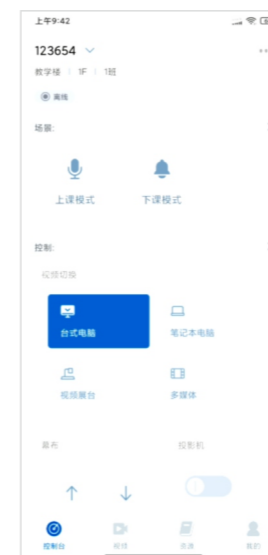 上午9:42
123654
教学楼 | 1F | 1班
离线
场景:
上课模式 下课模式
控制:
视频切换
台式电脑 笔记本电脑
视频展台 多媒体
幕布 投影机
控制台 视频 资源 我的